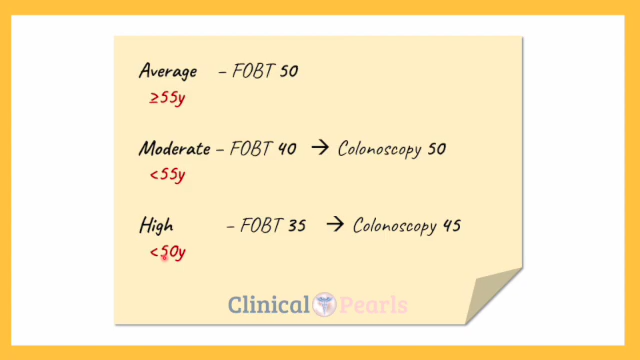 Average – FOBT 50
≥55y
Moderate – FOBT 40 → Colonoscopy 50
<55y
High – FOBT 35 → Colonoscopy 45
<50y
Clinical Pearls